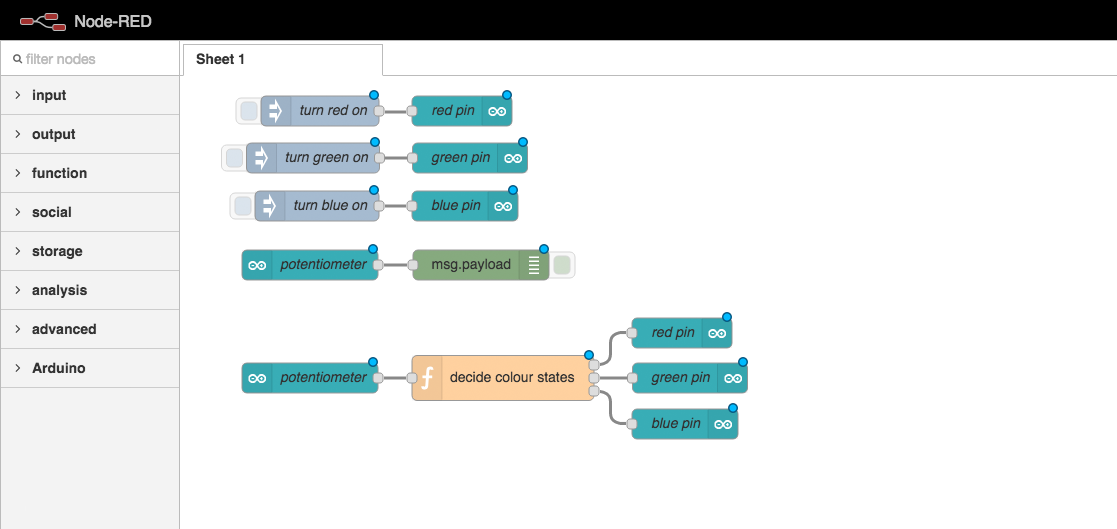 Node-RED
filter nodes
Sheet 1
input
output
function
social
storage
analysis
advanced
Arduino
turn red on
red pin
turn green on
green pin
turn blue on
blue pin
potentiometer
msg.payload
potentiometer
decide colour states
red pin
green pin
blue pin